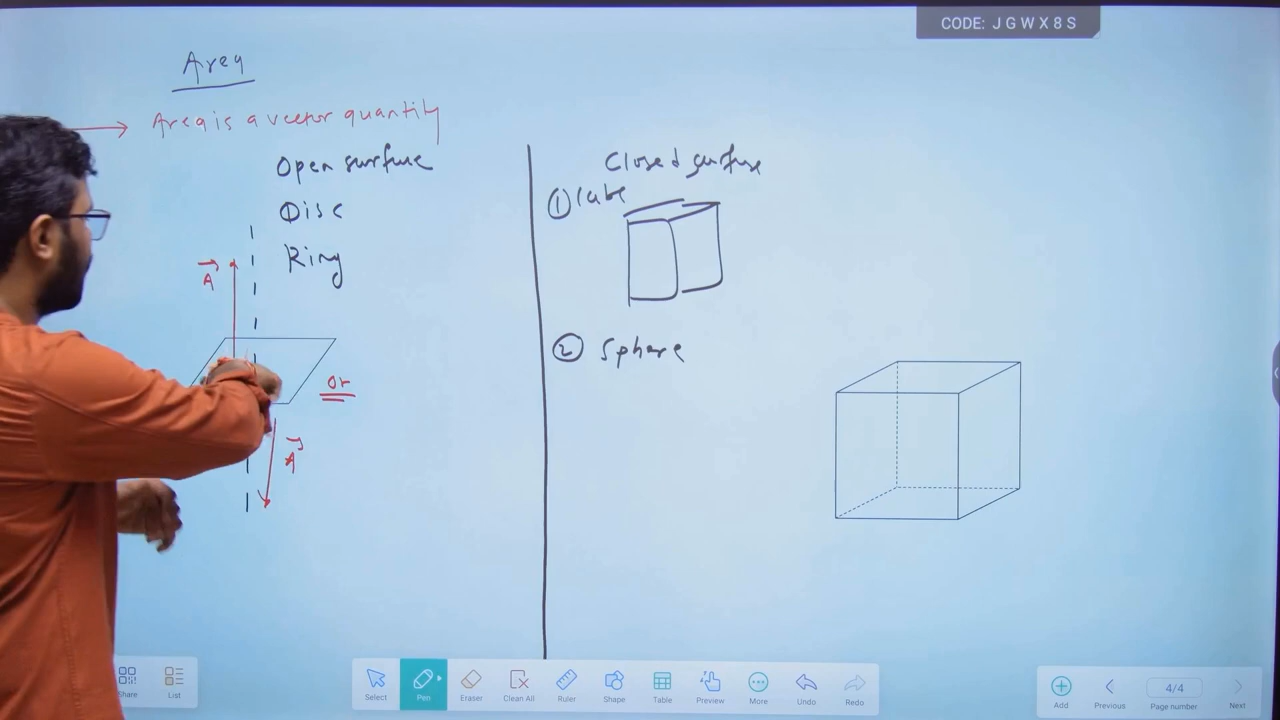 CODE: J G W X 8 S
Area
Area is a vector quantity
Open surface
Disc
Ring
A
or
A
Closed surface
① Cube
② Sphere
Share
List
Select
Pen
Eraser
Clean All
Ruler
Shape
Table
Preview
More
Undo
Redo
Add
Previous
4/4
Page number
Next